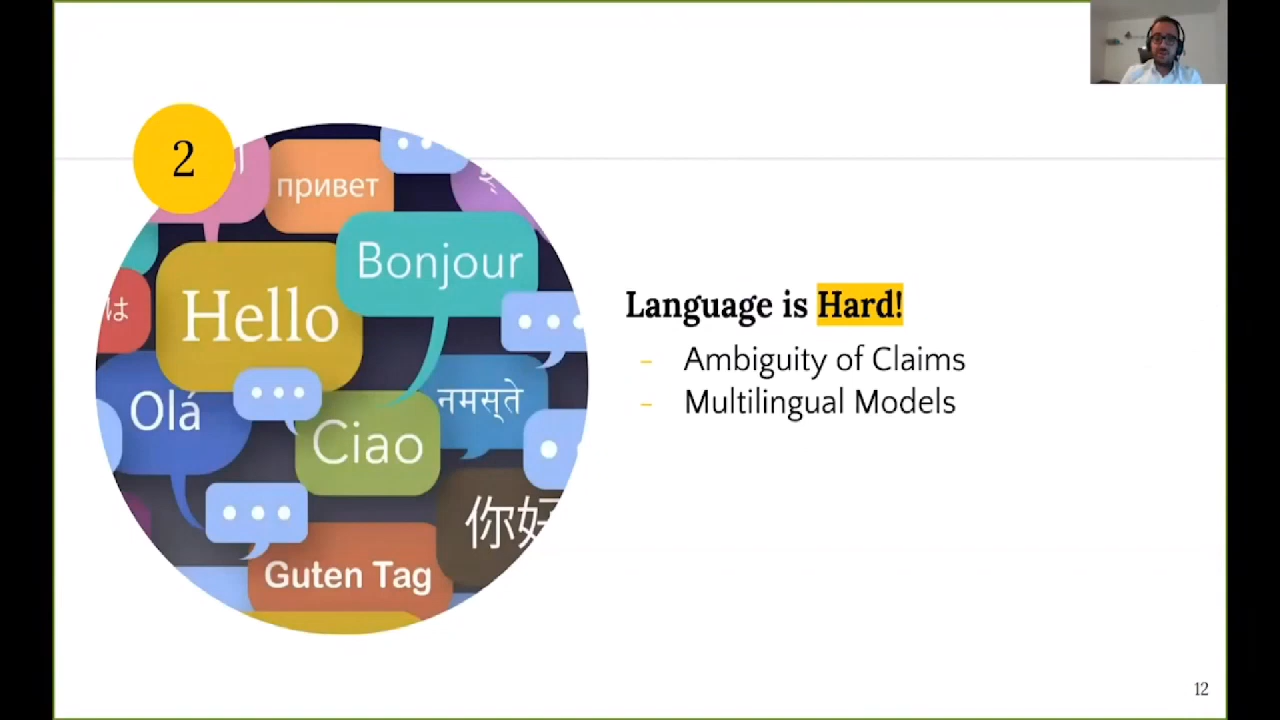 2
привет
Bonjour
Hello
は
Olá
नमस्ते
Ciao
你好
Guten Tag
Language is Hard!
- Ambiguity of Claims
- Multilingual Models
12